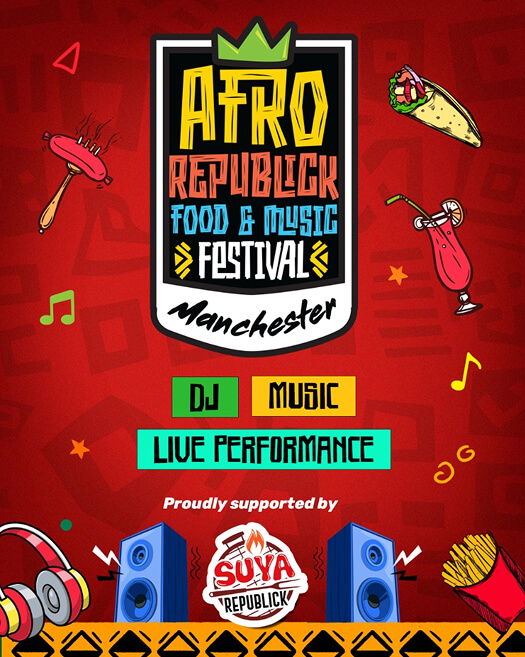 AFRO
REPUBLICK
FOOD & MUSIC
FESTIVAL
Manchester
DJ
MUSIC
LIVE PERFORMANCE
Proudly supported by
SUYA
REPUBLICK